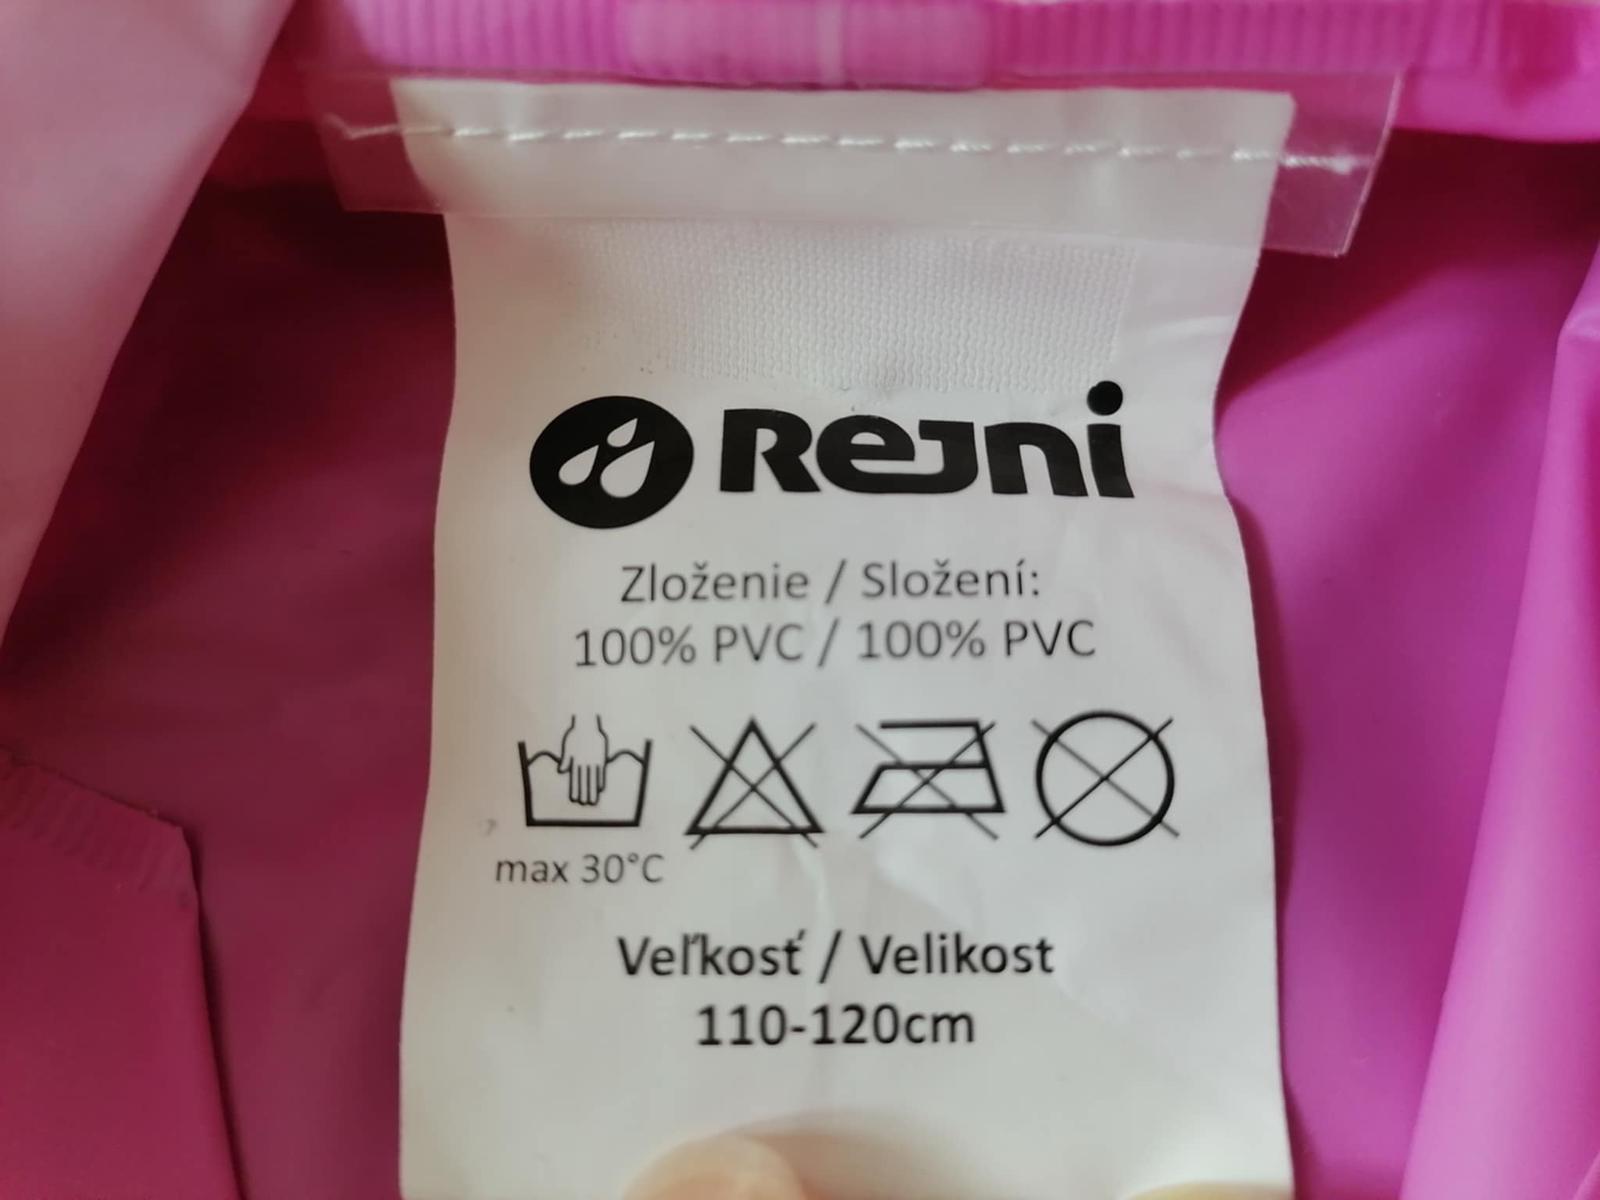 Rejni
Zloženie / Složení:
100% PVC / 100% PVC
max 30°C
Veľkosť / Velikost
110-120cm